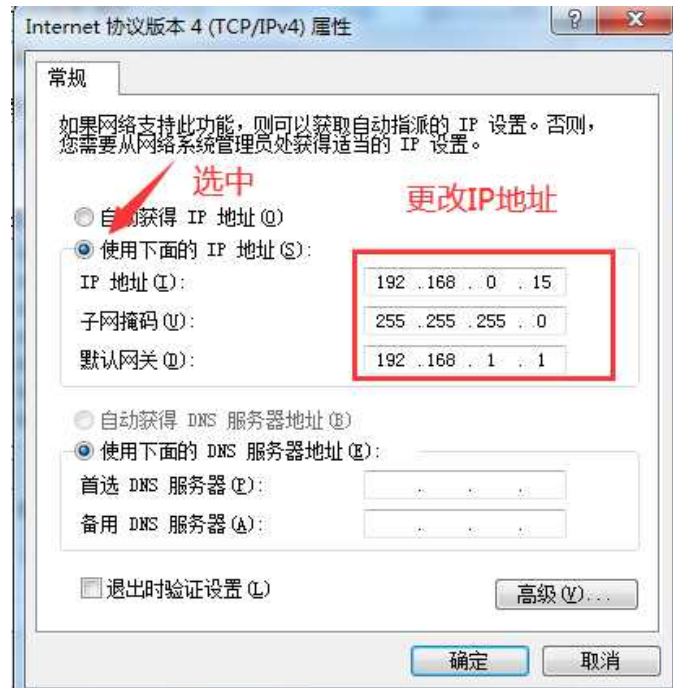 Internet 协议版本 4 (TCP/IPv4) 属性
常规
如果网络支持此功能，则可以获取自动指派的 IP 设置。否则，
您需要从网络系统管理员处获得适当的 IP 设置。
选中
更改IP地址
自动获得 IP 地址(O)
使用下面的 IP 地址(S):
IP 地址(I): 192 .168 . 0 . 15
子网掩码(U): 255 .255 .255 . 0
默认网关(D): 192 .168 . 1 . 1
自动获得 DNS 服务器地址(B)
使用下面的 DNS 服务器地址(E):
首选 DNS 服务器(P): . . .
备用 DNS 服务器(A): . . .
退出时验证设置(L)
高级(V)...
确定 取消